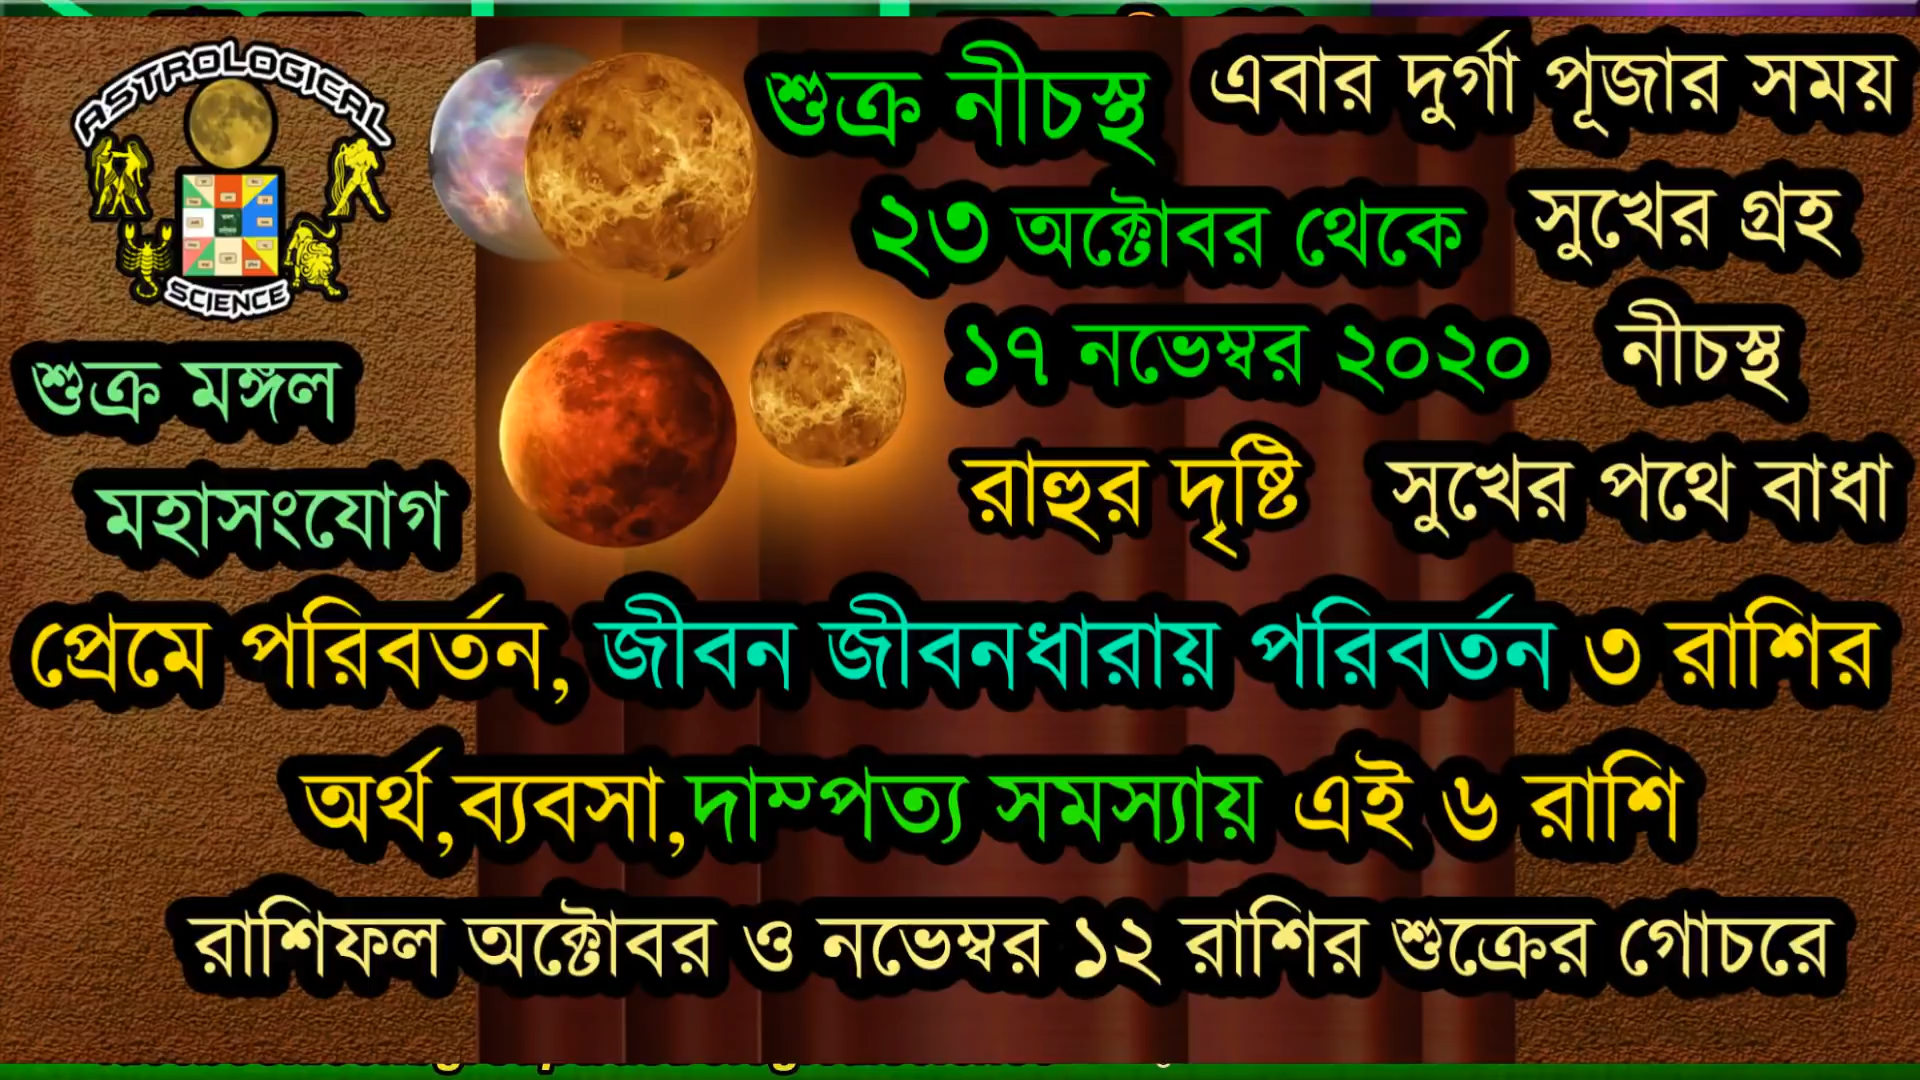 ASTROLOGICAL
SCIENCE
শুক্র নীচস্থ
এবার দুর্গা পূজার সময়
২৩ অক্টোবর থেকে
সুখের গ্রহ
১৭ নভেম্বর ২০২০
নীচস্থ
শুক্র মঙ্গল
মহাসংযোগ
রাহুর দৃষ্টি
সুখের পথে বাধা
প্রেমে পরিবর্তন, জীবন জীবনধারায় পরিবর্তন ৩ রাশির
অর্থ,ব্যবসা,দাম্পত্য সমস্যায় এই ৬ রাশি
রাশিফল অক্টোবর ও নভেম্বর ১২ রাশির শুক্রের গোচরে